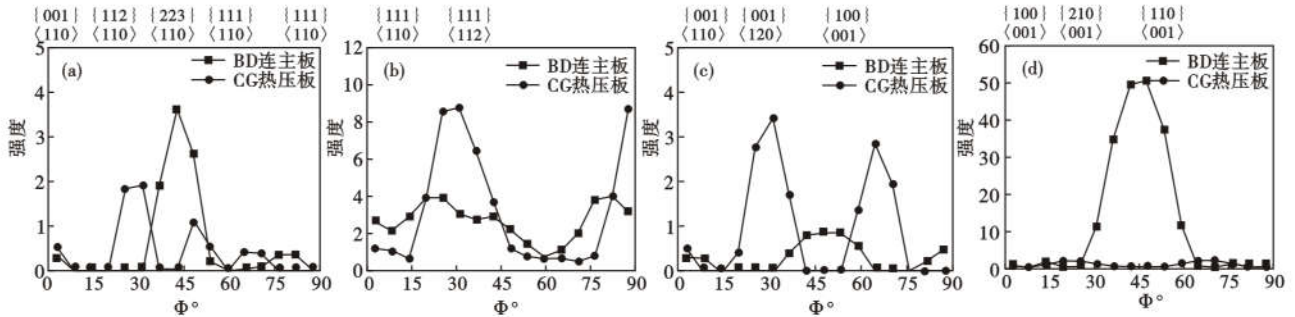 {001} {112} {223} {111} {111}
⟨110⟩ ⟨110⟩ ⟨110⟩ ⟨110⟩ ⟨110⟩
(a)
BD连主板
CG热压板
强度
5
4
3
2
1
0
0 15 30 45 60 75 90
Φ°
{111} {111}
⟨110⟩ ⟨112⟩
(b)
BD连主板
CG热压板
强度
12
10
8
6
4
2
0
0 15 30 45 60 75 90
Φ°
{001} {001} {100}
⟨110⟩ ⟨120⟩ ⟨001⟩
(c)
BD连主板
CG热压板
强度
5
4
3
2
1
0
0 15 30 45 60 75 90
Φ°
{100} {210} {110}
⟨001⟩ ⟨001⟩ ⟨001⟩
(d)
BD连主板
CG热压板
强度
60
50
40
30
20
10
0
0 15 30 45 60 75 90
Φ°